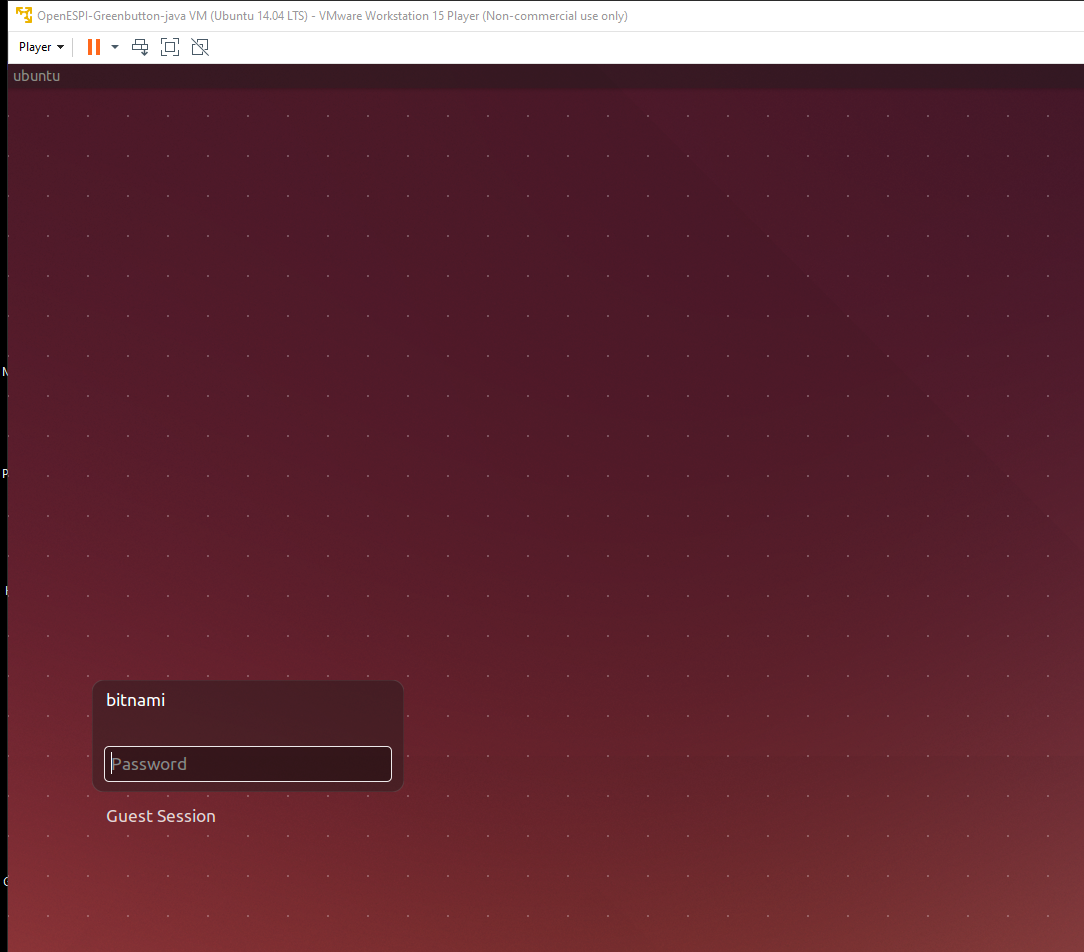 OpenESPI-Greenbutton-java VM (Ubuntu 14.04 LTS) - VMware Workstation 15 Player (Non-commercial use only)
Player
ubuntu
N
P
bitnami
Password
Guest Session